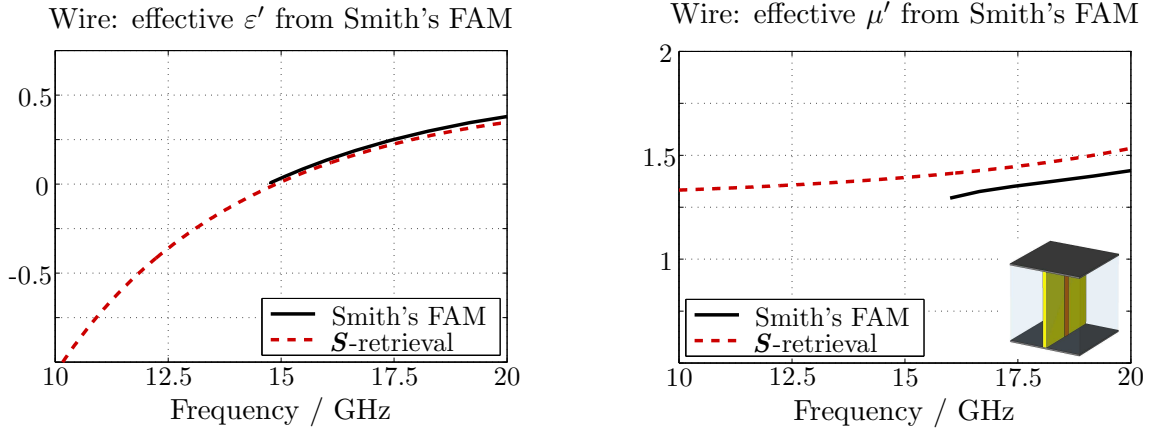 Wire: effective ε′ from Smith's FAM
0.5
0
-0.5
Smith's FAM
S-retrieval
10 12.5 15 17.5 20
Frequency / GHz
Wire: effective μ′ from Smith's FAM
2
1.5
1
Smith's FAM
S-retrieval
10 12.5 15 17.5 20
Frequency / GHz